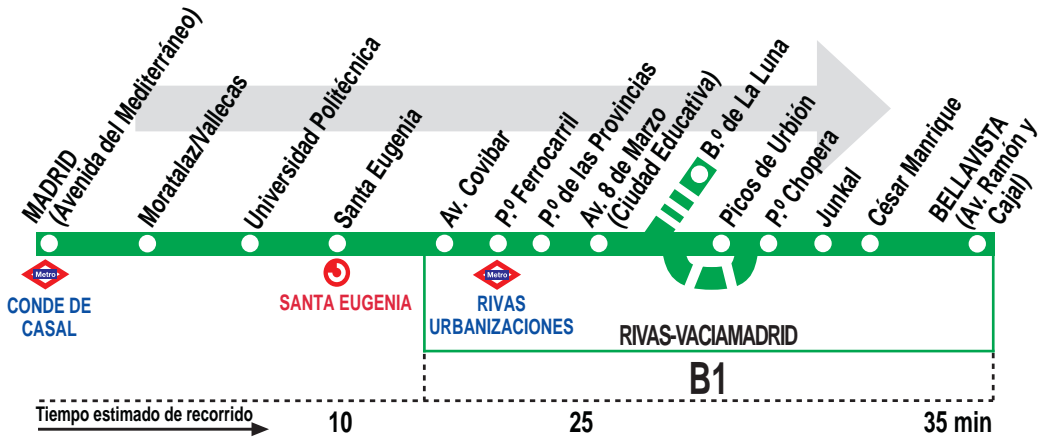 MADRID
(Avenida del Mediterráneo)
Moratalaz/Vallecas
Universidad Politécnica
Santa Eugenia
Av. Covibar
P.º Ferrocarril
P.º de las Provincias
Av. 8 de Marzo
(Ciudad Educativa)
B.º de La Luna
Picos de Urbión
P.º Chopera
Junkal
César Manrique
BELLAVISTA
(Av. Ramón y
Cajal)
Metro
CONDE DE
CASAL
SANTA EUGENIA
Metro
RIVAS
URBANIZACIONES
RIVAS-VACIAMADRID
B1
Tiempo estimado de recorrido
10
25
35 min